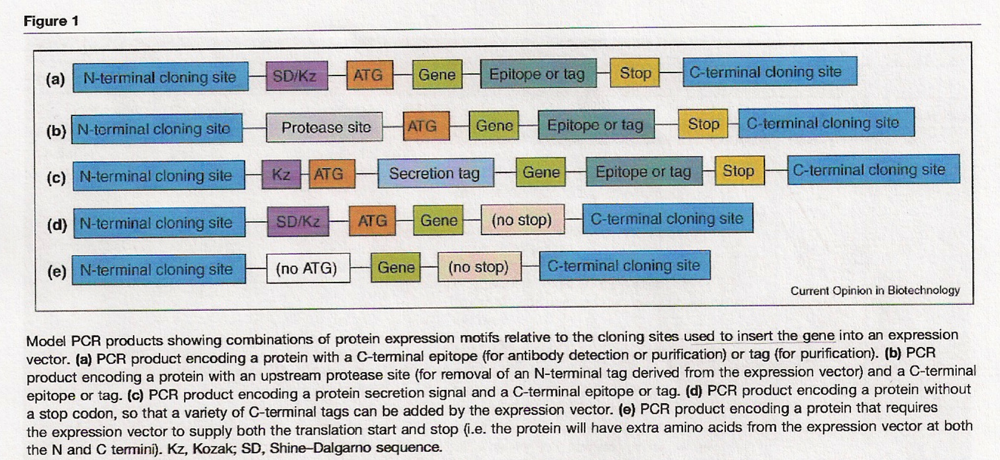 Figure 1
(a) N-terminal cloning site SD/Kz ATG Gene Epitope or tag Stop C-terminal cloning site
(b) N-terminal cloning site Protease site ATG Gene Epitope or tag Stop C-terminal cloning site
(c) N-terminal cloning site Kz ATG Secretion tag Gene Epitope or tag Stop C-terminal cloning site
(d) N-terminal cloning site SD/Kz ATG Gene (no stop) C-terminal cloning site
(e) N-terminal cloning site (no ATG) Gene (no stop) C-terminal cloning site
Current Opinion in Biotechnology
Model PCR products showing combinations of protein expression motifs relative to the cloning sites used to insert the gene into an expression
vector. (a) PCR product encoding a protein with a C-terminal epitope (for antibody detection or purification) or tag (for purification). (b) PCR
product encoding a protein with an upstream protease site (for removal of an N-terminal tag derived from the expression vector) and a C-terminal
epitope or tag. (c) PCR product encoding a protein secretion signal and a C-terminal epitope or tag. (d) PCR product encoding a protein without
a stop codon, so that a variety of C-terminal tags can be added by the expression vector. (e) PCR product encoding a protein that requires
the expression vector to supply both the translation start and stop (i.e. the protein will have extra amino acids from the expression vector at both
the N and C termini). Kz, Kozak; SD, Shine–Dalgarno sequence.